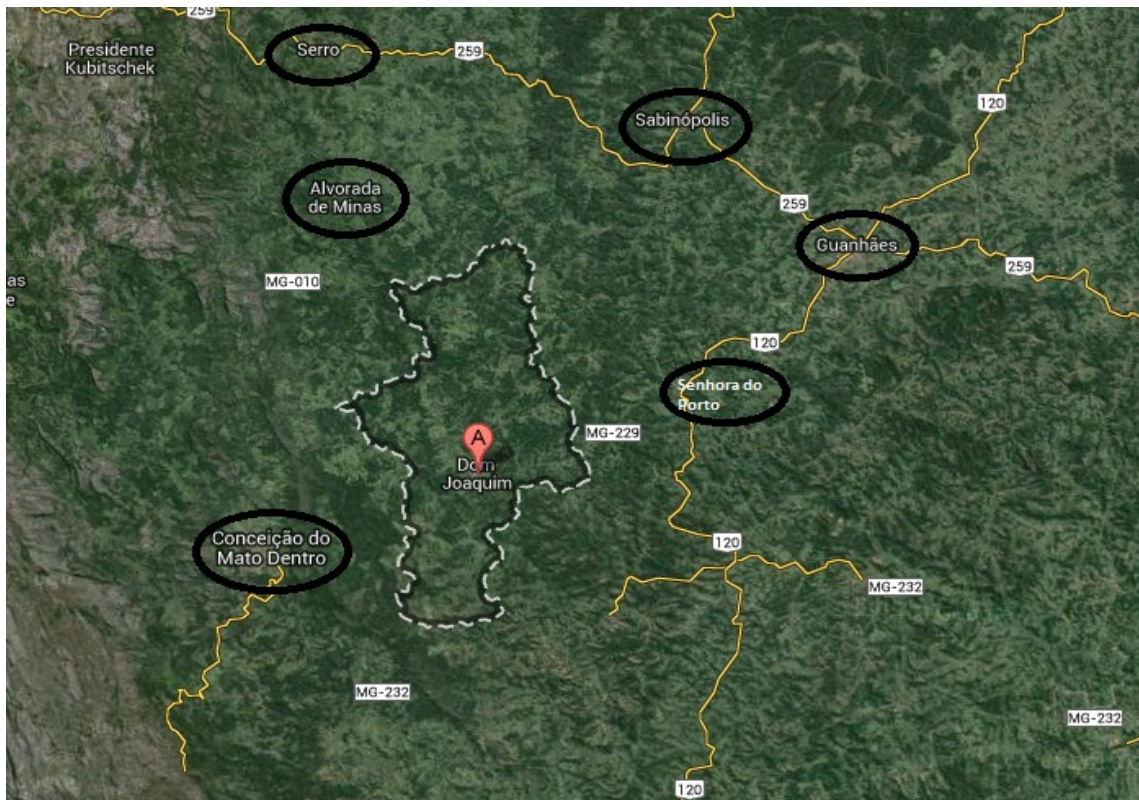 259
Presidente
Kubitschek
Serro
259
120
Sabinópolis
Alvorada
de Minas
259
Guanhães
259
MG-010
as
e
120
Senhora do
Porto
MG-229
A
Dom
Joaquim
Conceição do
Mato Dentro
120
MG-232
MG-232
MG-232
120